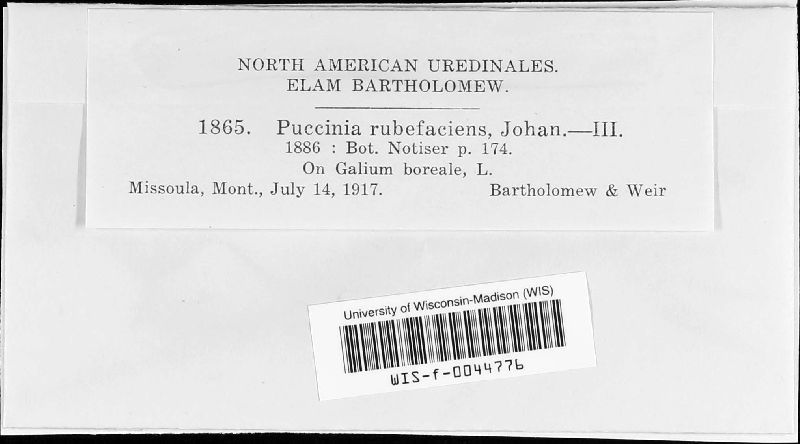 NORTH AMERICAN UREDINALES.
ELAM BARTHOLOMEW.
1865. Puccinia rubefaciens, Johan.—III.
1886 : Bot. Notiser p. 174.
On Galium boreale, L.
Missoula, Mont., July 14, 1917. Bartholomew & Weir
University of Wisconsin-Madison (WIS)
WIS-f-0044776